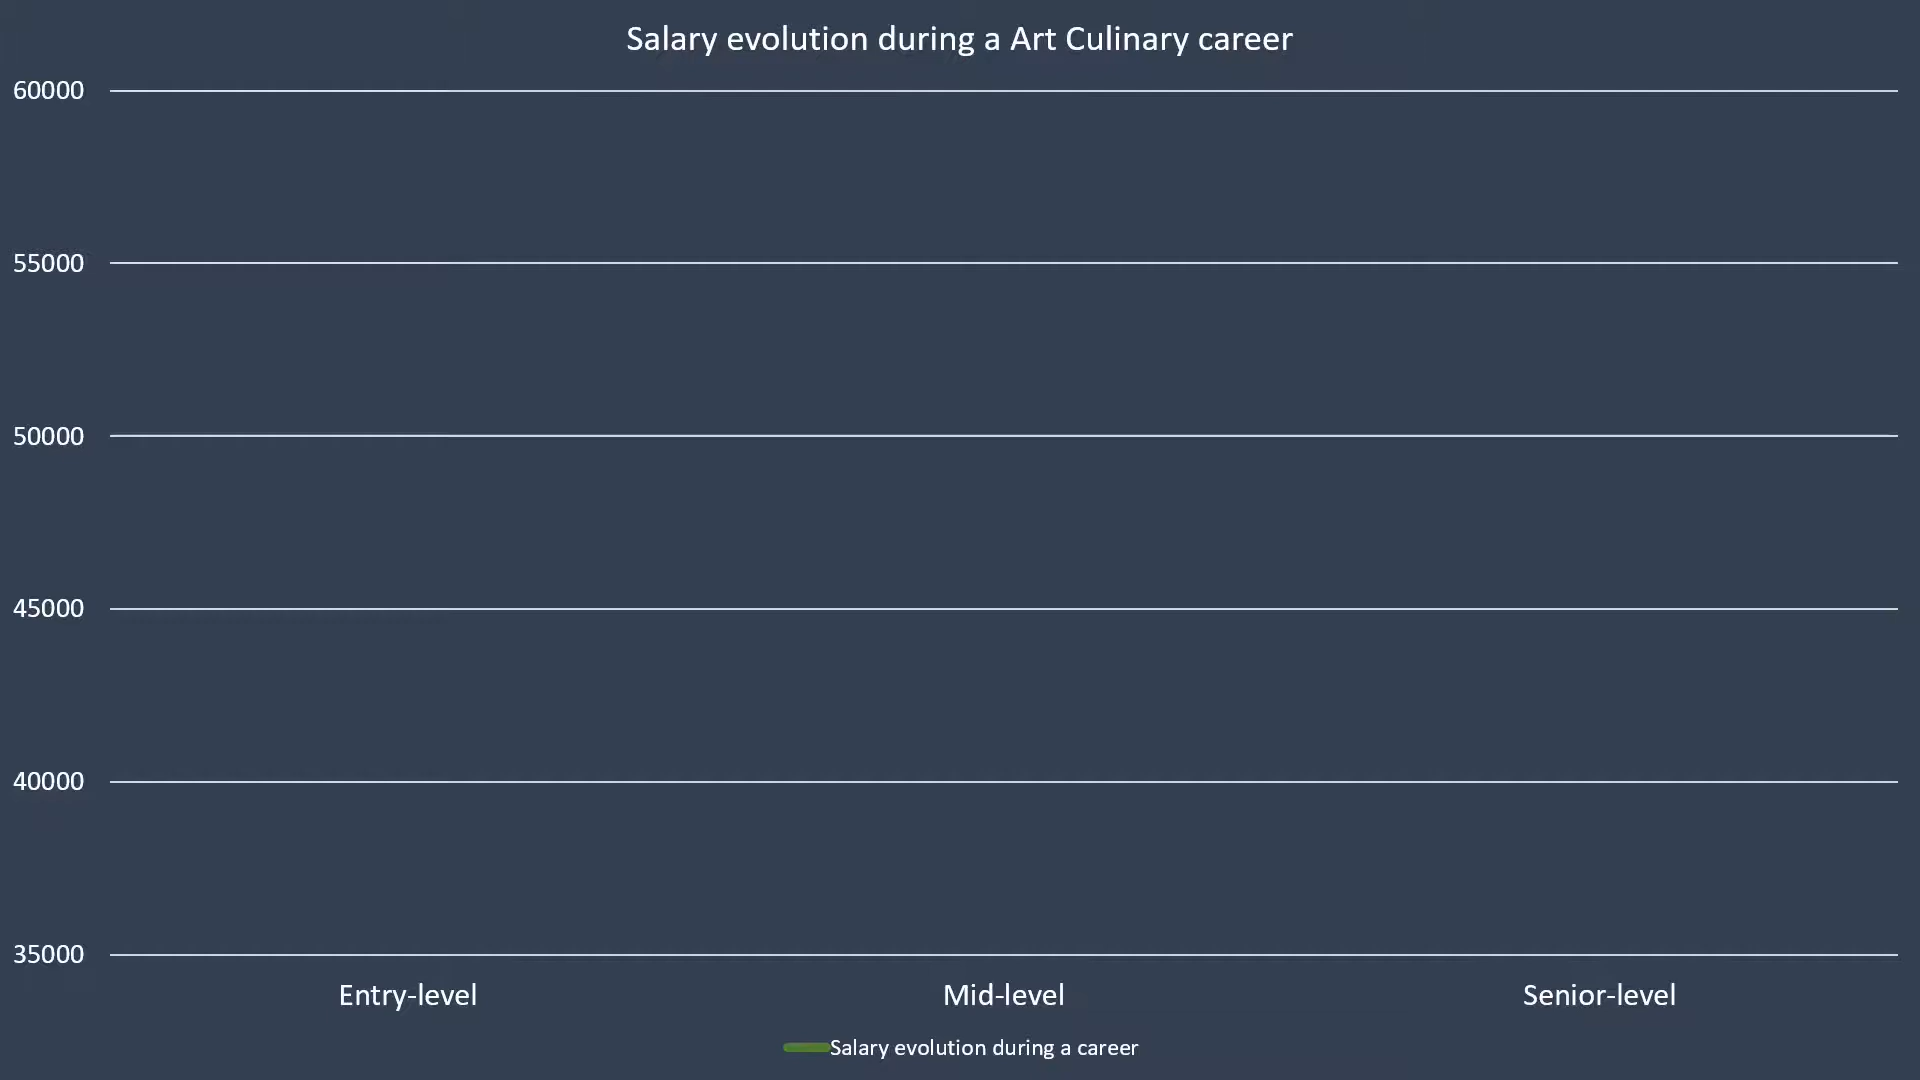 Salary evolution during a Art Culinary career
60000
55000
50000
45000
40000
35000
Entry-level Mid-level Senior-level
Salary evolution during a career